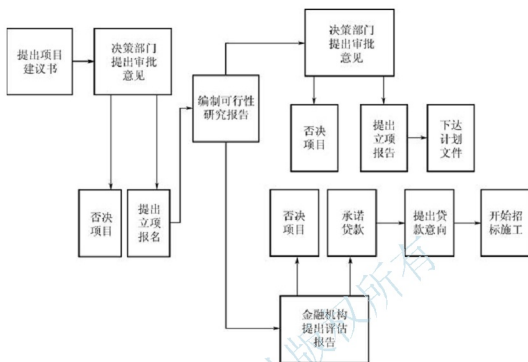 提出项目
建议书
决策部门
提出审批
意见
否决
项目
提出
立项
报名
编制可行性
研究报告
决策部门
提出审批
意见
否决
项目
提出
立项
报告
下达
计划
文件
否决
项目
承诺
贷款
提出贷
款意向
开始招
标施工
金融机构
提出评估
报告
版权所有